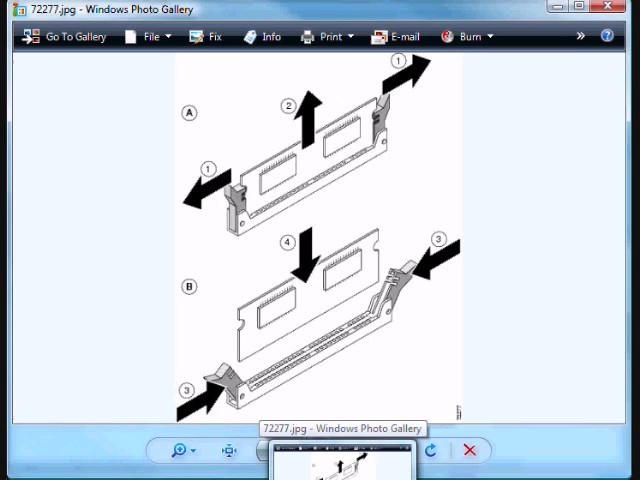 72277.jpg - Windows Photo Gallery
Go To Gallery File Fix Info Print E-mail Burn » ?
1
A
2
1
4
3
B
3
72277.jpg - Windows Photo Gallery